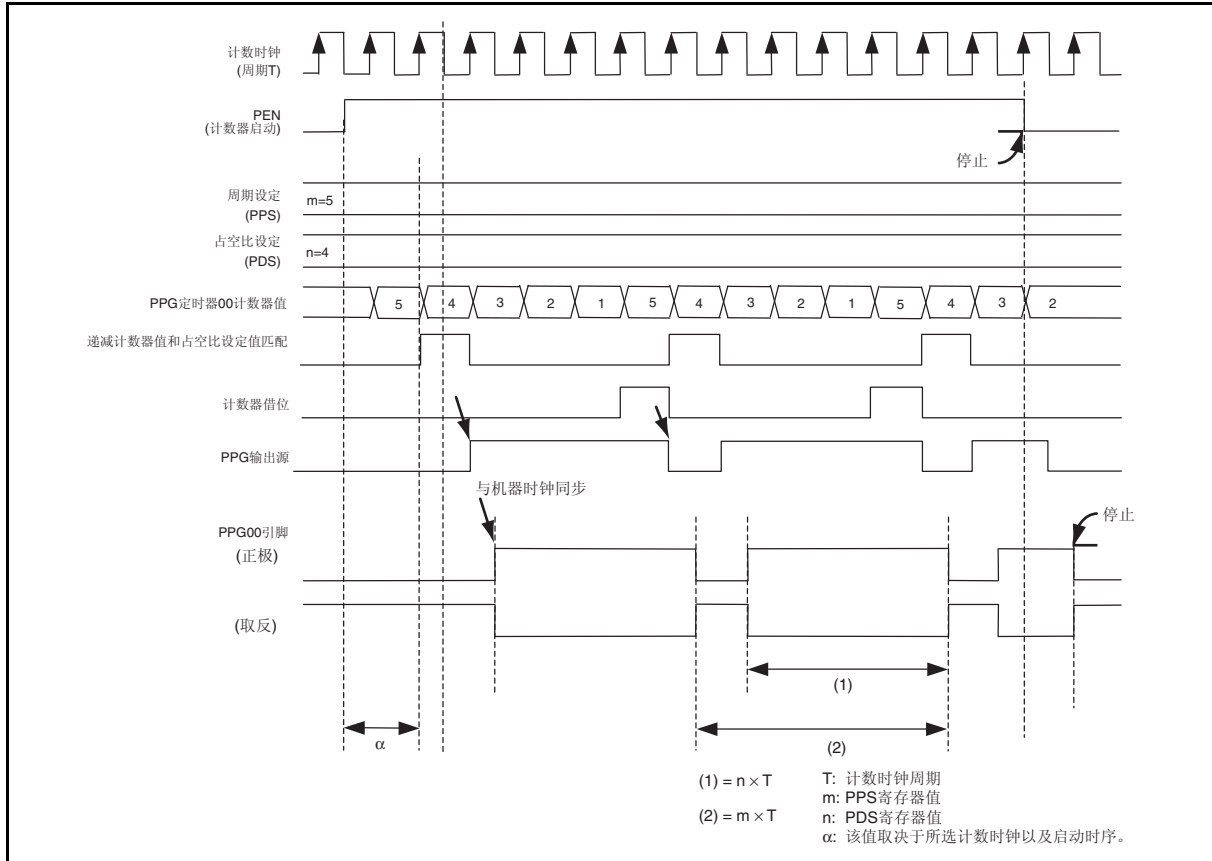 计数时钟
(周期T)
PEN
(计数器启动)
停止
周期设定
(PPS)
m=5
占空比设定
(PDS)
n=4
PPG定时器00计数器值
5 4 3 2 1 5 4 3 2 1 5 4 3 2
递减计数器值和占空比设定值匹配
计数器借位
PPG输出源
与机器时钟同步
PPG00引脚
(正极)
停止
(取反)
(1)
α
(2)
(1) = n × T
T: 计数时钟周期
m: PPS寄存器值
(2) = m × T
n: PDS寄存器值
α: 该值取决于所选计数时钟以及启动时序。